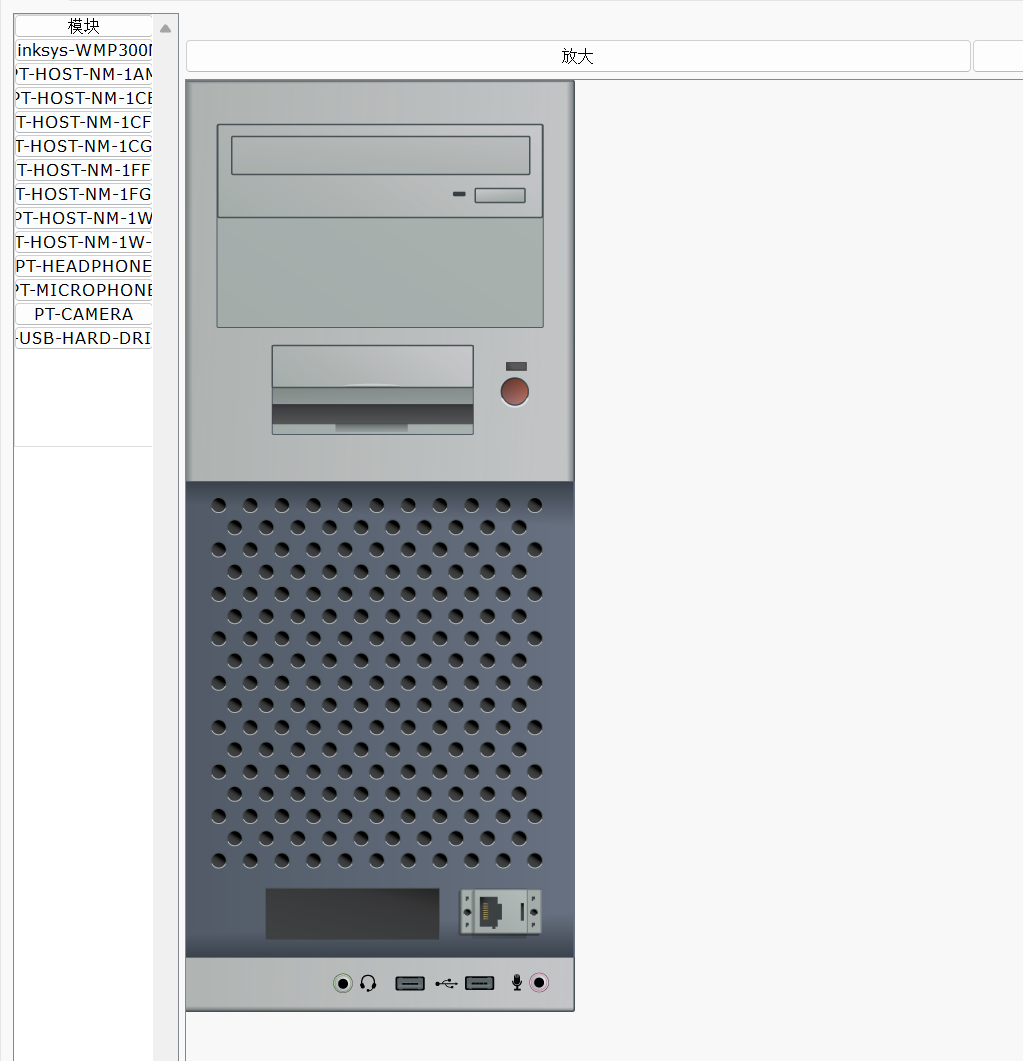 模块
放大
inksys-WMP300N
PT-HOST-NM-1AM
PT-HOST-NM-1CE
T-HOST-NM-1CF
T-HOST-NM-1CG
T-HOST-NM-1FF
T-HOST-NM-1FG
PT-HOST-NM-1W
T-HOST-NM-1W-
PT-HEADPHONE
PT-MICROPHONE
PT-CAMERA
-USB-HARD-DRI